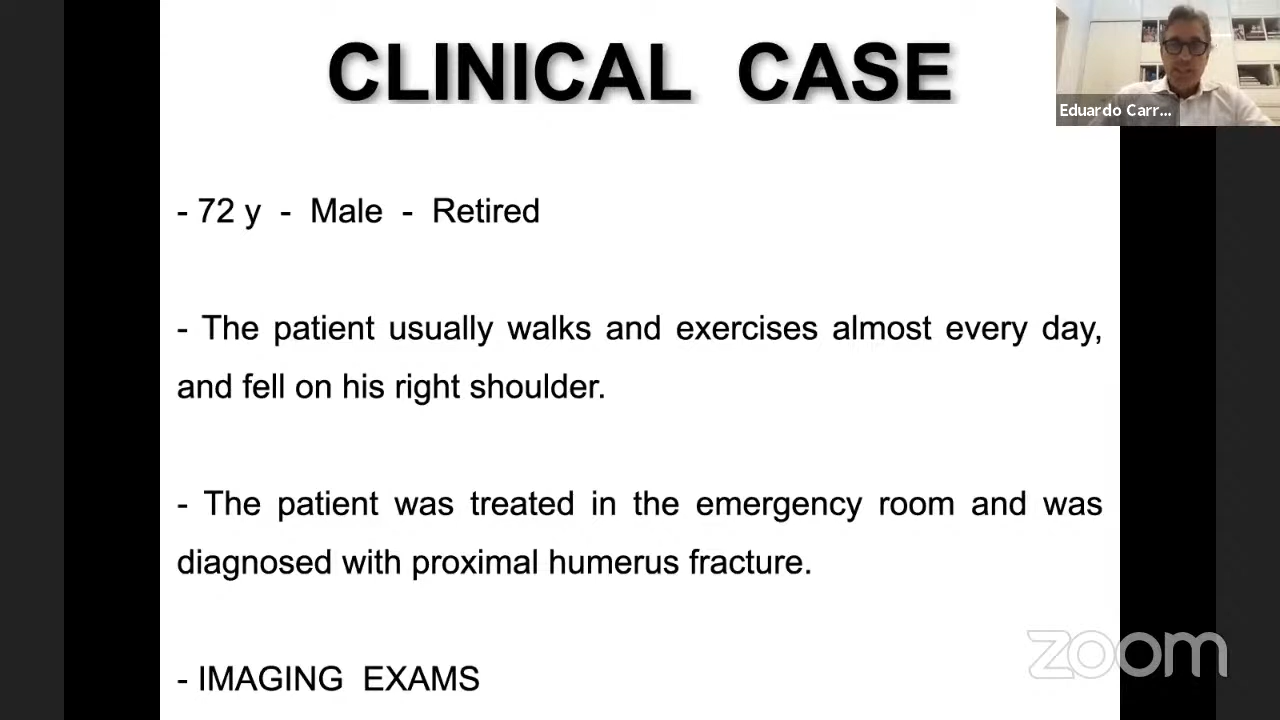 CLINICAL CASE
Eduardo Carr...
- 72 y - Male - Retired
- The patient usually walks and exercises almost every day,
and fell on his right shoulder.
- The patient was treated in the emergency room and was
diagnosed with proximal humerus fracture.
- IMAGING EXAMS
zoom